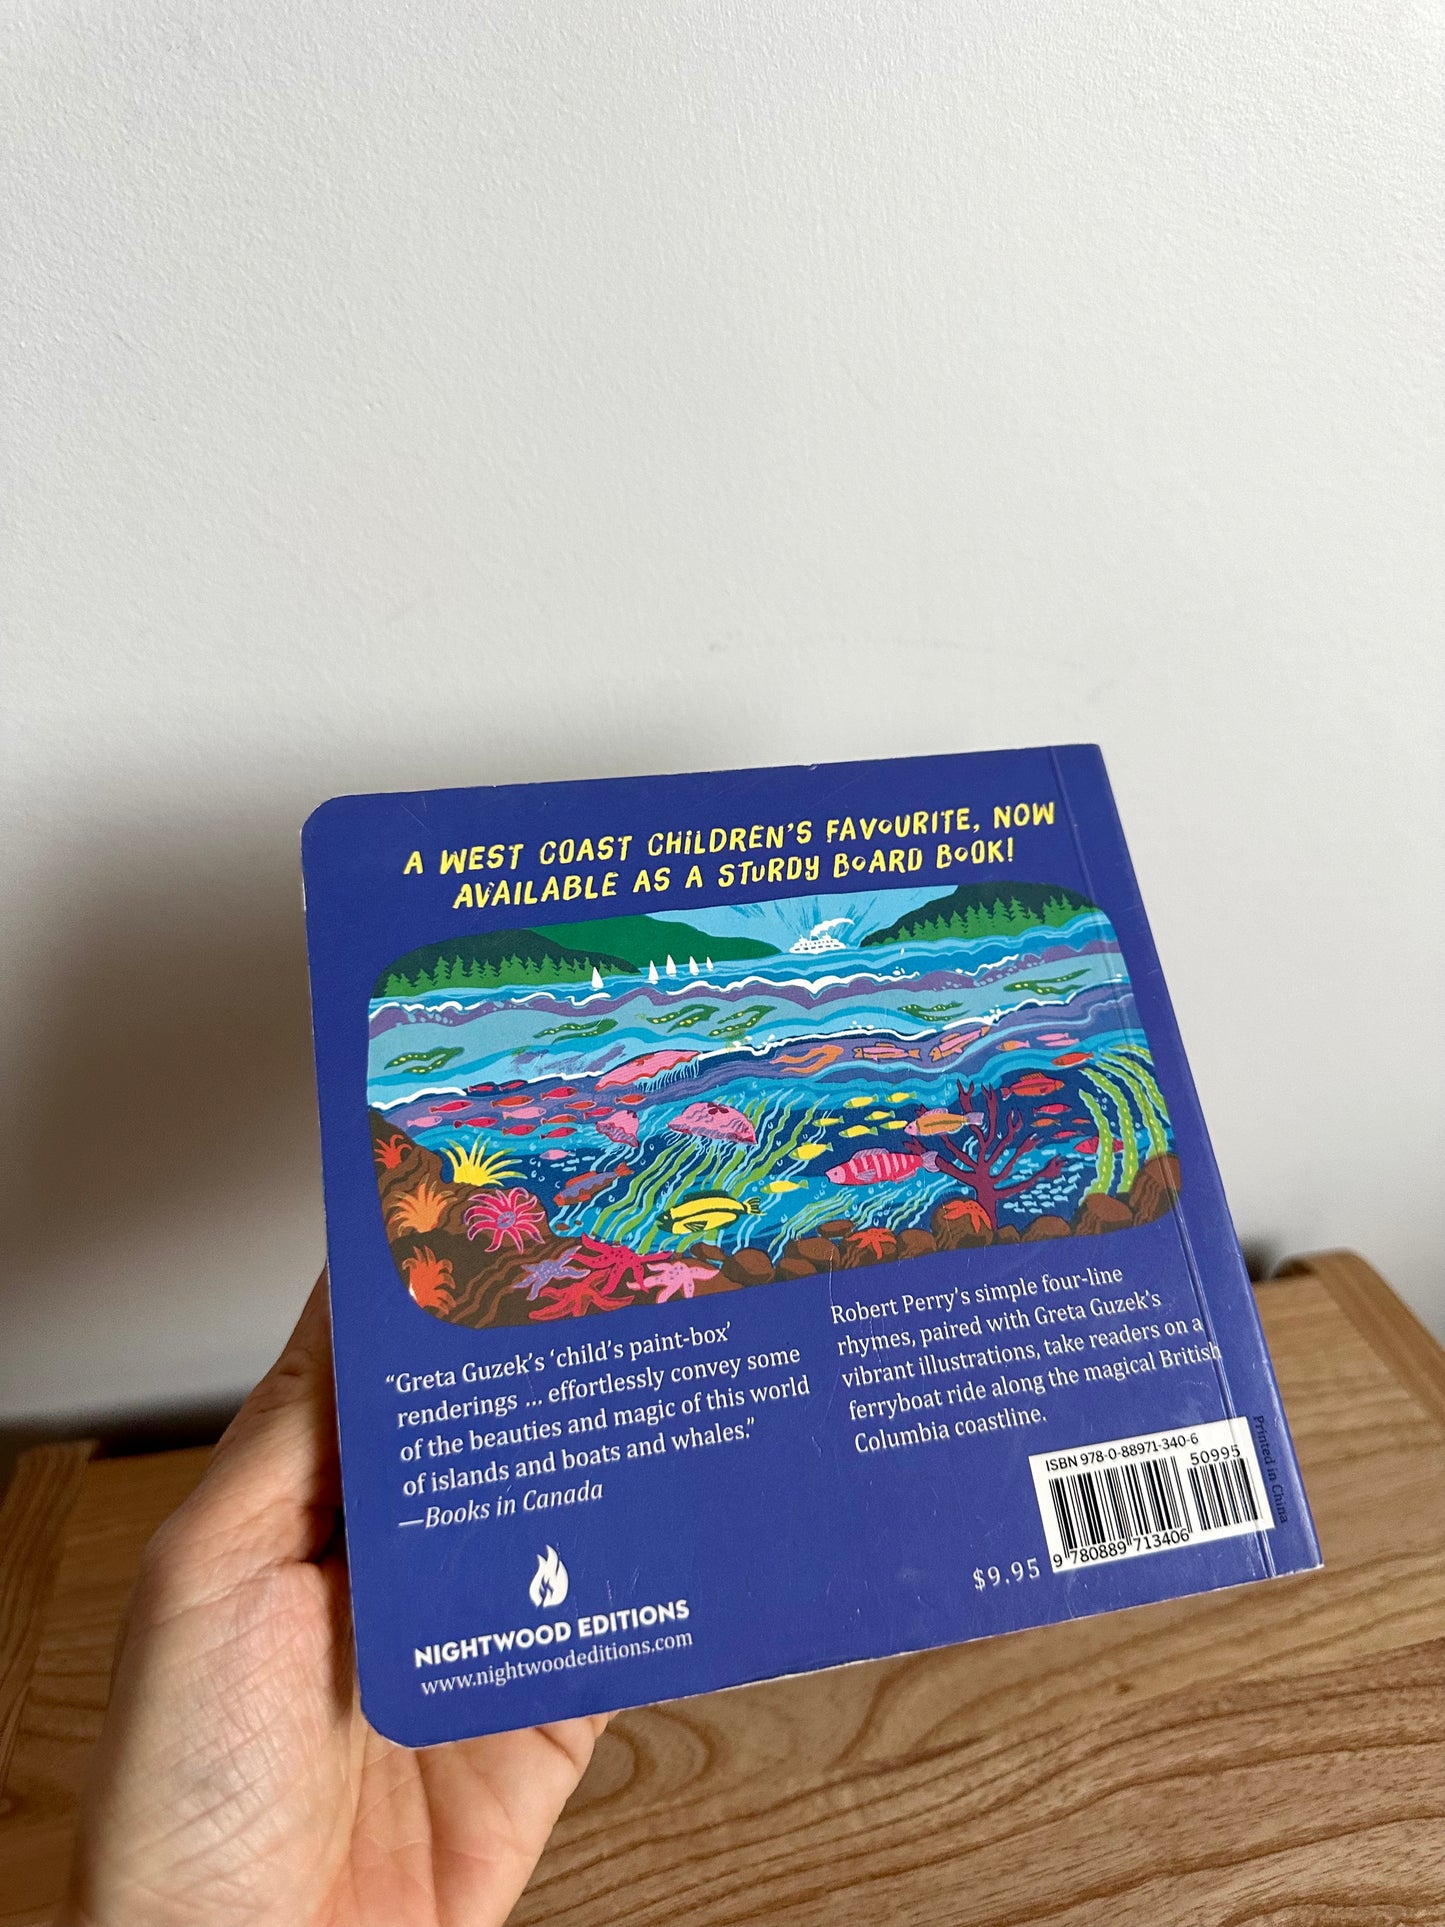 A WEST COAST CHILDREN'S FAVOURITE, NOW
AVAILABLE AS A STURDY BOARD BOOK!
“Greta Guzek's ‘child's paint-box’
renderings ... effortlessly convey some
of the beauties and magic of this world
of islands and boats and whales.”
—Books in Canada
NIGHTWOOD EDITIONS
www.nightwoodeditions.com
Robert Perry's simple four-line
rhymes, paired with Greta Guzek's
vibrant illustrations, take readers on a
ferryboat ride along the magical British
Columbia coastline.
$9.95
ISBN 978-0-88971-340-6
50995
9 780889 713406
Printed in China